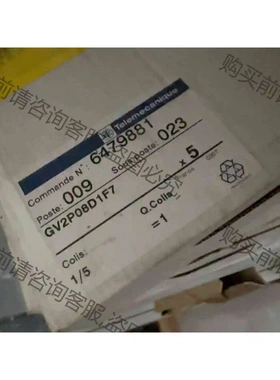 Telemecanique
Commande N°: 6479881
Poste: 009 Sous poste: 023
GV2P08D1F7 x 5
Colis: Q.Colis
1/5 =1
购买前请咨询客服